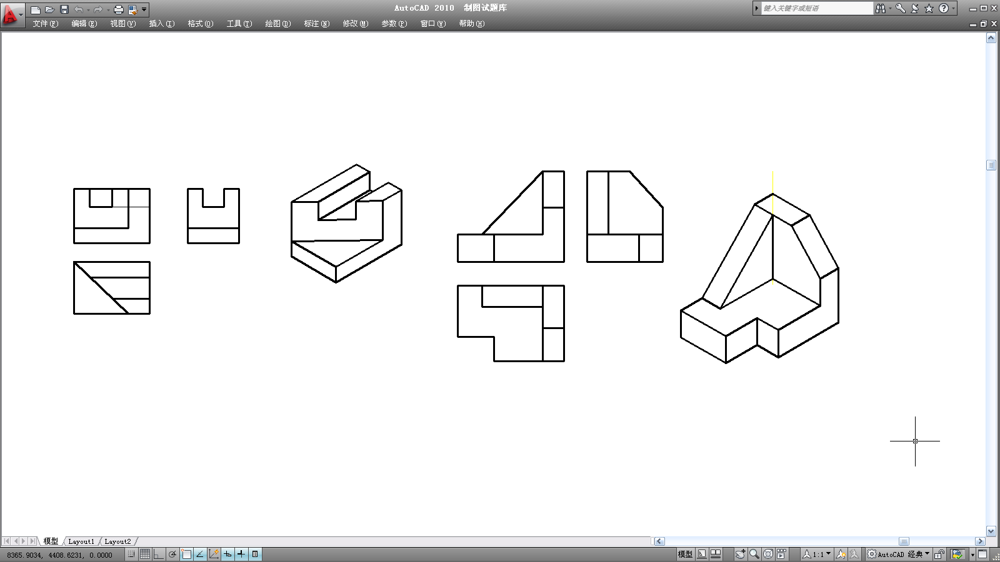 AutoCAD 2010 制图试题库
键入关键字或短语
文件(F) 编辑(E) 视图(V) 插入(I) 格式(O) 工具(T) 绘图(D) 标注(N) 修改(M) 参数(P) 窗口(W) 帮助(H)
模型 Layout1 Layout2
8365.9034, 4408.6231, 0.0000 模型 1:1 AutoCAD 经典